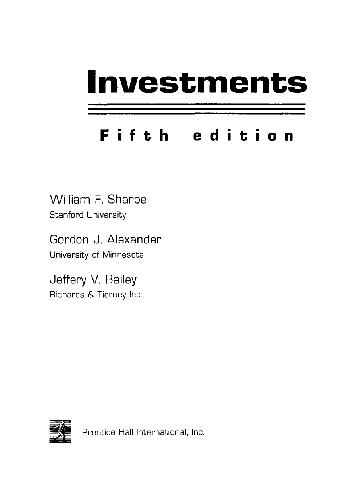 Investments
Fifth edition
William F. Sharpe
Stanford University
Gordon J. Alexander
University of Minnesota
Jeffery V. Bailey
Richards & Tierney Inc
Prentice Hall International, Inc.